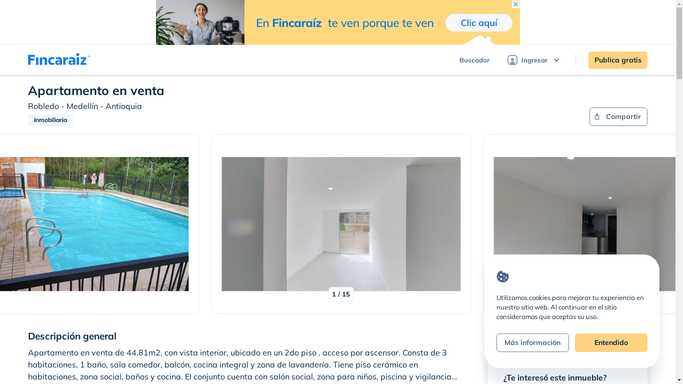 En Fincaraíz te ven porque te ven
Clic aquí
Fincaraiz
Buscador
Ingresar
Publica gratis
Apartamento en venta
Robledo - Medellín - Antioquia
Inmobiliaria
Compartir
1 / 15
Utilizamos cookies para mejorar tu experiencia en
nuestro sitio web. Al continuar en el sitio
consideramos que aceptas su uso.
Más información
Entendido
Descripción general
Apartamento en venta de 44.81m2, con vista interior, ubicado en un 2do piso , acceso por ascensor. Consta de 3
habitaciones, 1 baño, sala comedor, balcón, cocina integral y zona de lavandería. Tiene piso cerámico en
habitaciones, zona social, baños y cocina. El conjunto cuenta con salón social, zona para niños, piscina y vigilancia...
¿Te interesó este inmueble?